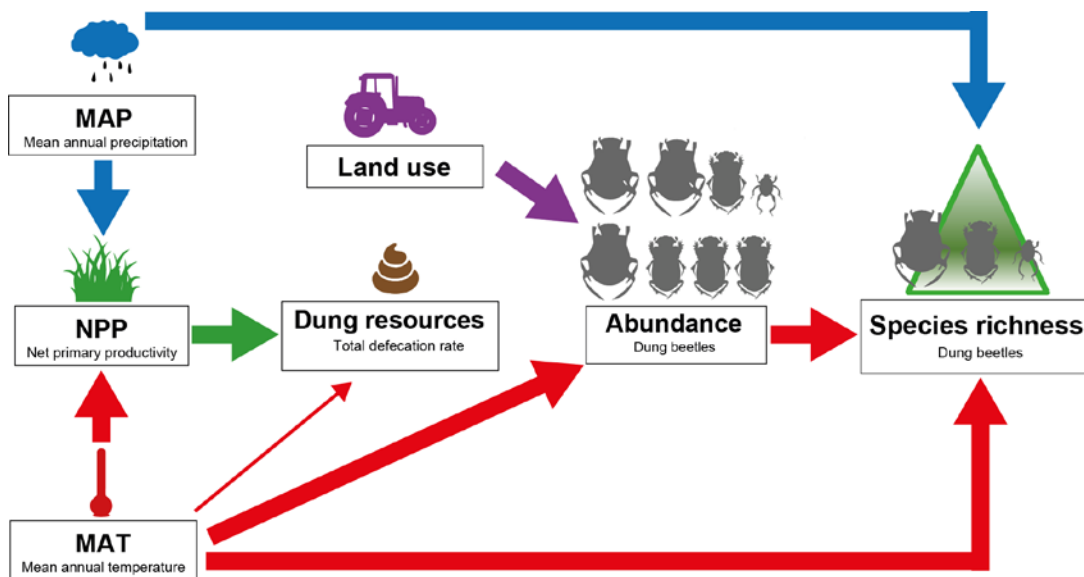 MAP
Mean annual precipitation
Land use
NPP
Net primary productivity
Dung resources
Total defecation rate
Abundance
Dung beetles
Species richness
Dung beetles
MAT
Mean annual temperature